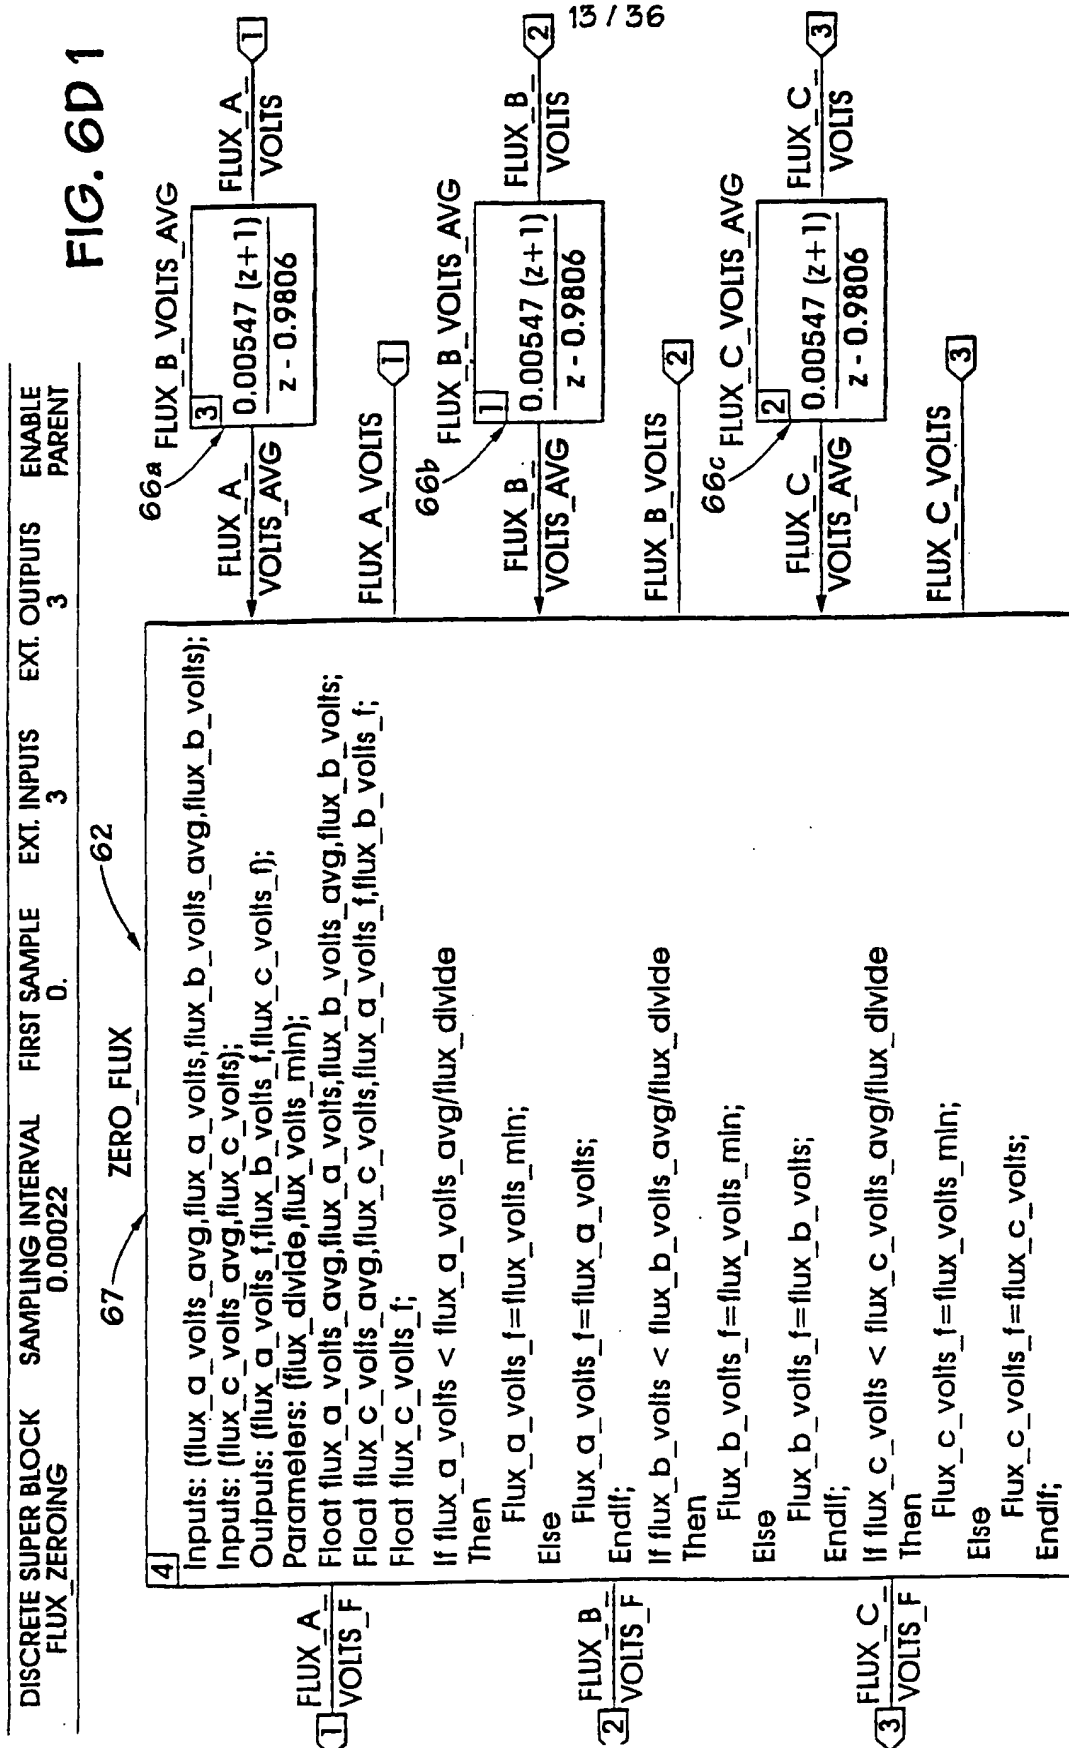 13 / 36
FIG. 6D1
DISCRETE SUPER BLOCK SAMPLING INTERVAL FIRST SAMPLE EXT. INPUTS EXT. OUTPUTS ENABLE
FLUX_ZEROING 0.00022 0. 3 3 PARENT
67
ZERO_FLUX
62
4
Inputs: (flux_a_volts_avg,flux_a_volts,flux_b_volts_avg,flux_b_volts);
Inputs: (flux_c_volts_avg,flux_c_volts);
Outputs: (flux_a_volts_f,flux_b_volts_f,flux_c_volts_f);
Parameters: (flux_divide,flux_volts_min);
Float flux_a_volts_avg,flux_a_volts,flux_b_volts_avg,flux_b_volts;
Float flux_c_volts_avg,flux_c_volts,flux_a_volts_f,flux_b_volts_f;
Float flux_c_volts_f;
If flux_a_volts < flux_a_volts_avg/flux_divide
Then
Flux_a_volts_f=flux_volts_min;
Else
Flux_a_volts_f=flux_a_volts;
Endif;
If flux_b_volts < flux_b_volts_avg/flux_divide
Then
Flux_b_volts_f=flux_volts_min;
Else
Flux_b_volts_f=flux_b_volts;
Endif;
If flux_c_volts < flux_c_volts_avg/flux_divide
Then
Flux_c_volts_f=flux_volts_min;
Else
Flux_c_volts_f=flux_c_volts;
Endif;
1
FLUX_A_
VOLTS_F
2
FLUX_B_
VOLTS_F
3
FLUX_C_
VOLTS_F
66a
FLUX_B_VOLTS_AVG
3
0.00547 (z+1)
z - 0.9806
FLUX_A_
VOLTS_AVG
FLUX_A_
VOLTS
1
FLUX_A_VOLTS
1
66b
FLUX_B_VOLTS_AVG
1
0.00547 (z+1)
z - 0.9806
FLUX_B_
VOLTS_AVG
FLUX_B_
VOLTS
2
FLUX_B_VOLTS
2
66c
FLUX_C_VOLTS_AVG
2
0.00547 (z+1)
z - 0.9806
FLUX_C_
VOLTS_AVG
FLUX_C_
VOLTS
3
FLUX_C_VOLTS
3